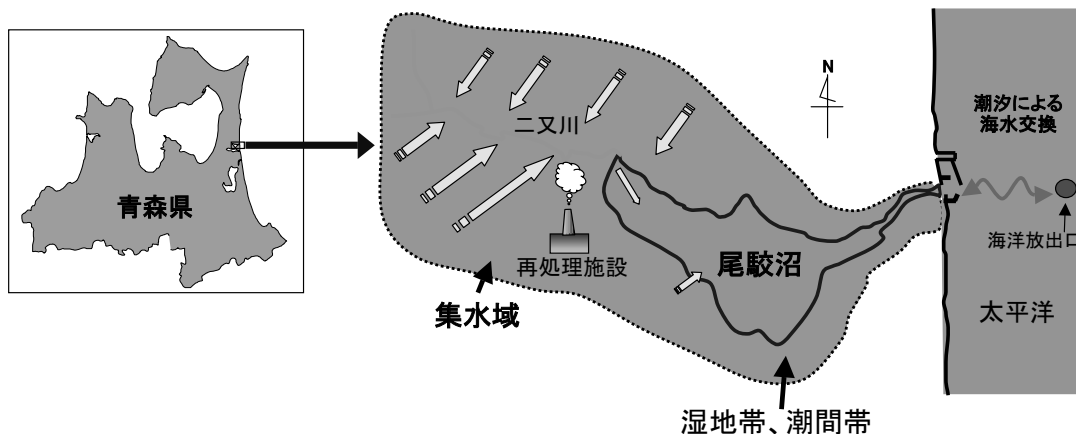 青森県
二又川
再処理施設
集水域
尾駮沼
湿地帯、潮間帯
N
潮汐による
海水交換
海洋放出口
太平洋